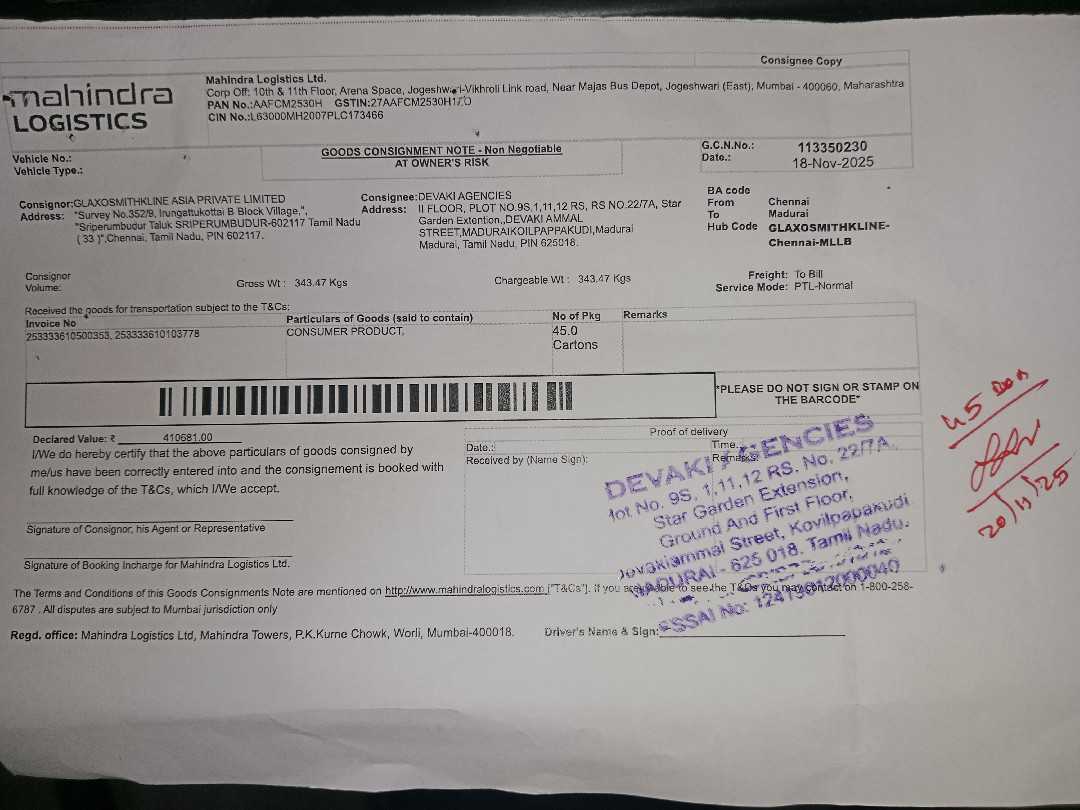 Consignee Copy
mahindra
LOGISTICS
Mahindra Logistics Ltd.
Corp Off: 10th & 11th Floor, Arena Space, Jogeshwari-Vikhroli Link road, Near Majas Bus Depot, Jogeshwari (East), Mumbai - 400060, Maharashtra
PAN No.:AAFCM2530H GSTIN:27AAFCM2530H1
CIN No.:L63000MH2007PLC173466
Vehicle No.:
Vehicle Type.:
GOODS CONSIGNMENT NOTE - Non Negotiable
AT OWNER'S RISK
G.C.N.No.: 113350230
Date.: 18-Nov-2025
Consignor:GLAXOSMITHKLINE ASIA PRIVATE LIMITED
Address: "Survey No.352/9, Irungattukottai B Block Village,",
"Sriperumbudur Taluk SRIPERUMBUDUR-602117 Tamil Nadu
( 33 )",Chennai, Tamil Nadu, PIN 602117.
Consignee:DEVAKI AGENCIES
Address: II FLOOR, PLOT NO.9S,1,11,12 RS, RS NO.22/7A, Star
Garden Extention,,DEVAKI AMMAL
STREET,MADURAIKOILPAPPAKUDI,Madurai
Madurai, Tamil Nadu, PIN 625018.
BA code
From Chennai
To Madurai
Hub Code GLAXOSMITHKLINE-
Chennai-MLLB
Consignor
Volume:
Gross Wt : 343.47 Kgs
Chargeable Wt : 343.47 Kgs
Freight: To Bill
Service Mode: PTL-Normal
Received the goods for transportation subject to the T&Cs:
Invoice No
253333610500353, 253333610103778
Particulars of Goods (said to contain)
CONSUMER PRODUCT,
No of Pkg
45.0
Cartons
Remarks
*PLEASE DO NOT SIGN OR STAMP ON
THE BARCODE*
45
20/11/25
Declared Value: ₹ 410681.00
I/We do hereby certify that the above particulars of goods consigned by
me/us have been correctly entered into and the consignement is booked with
full knowledge of the T&Cs, which I/We accept.
Signature of Consignor, his Agent or Representative
Signature of Booking Incharge for Mahindra Logistics Ltd.
Proof of delivery
Date.:
Time.:
Received by (Name Sign):
Remarks:
DEVAKI AGENCIES
No. 9S, 1,11,12 RS. No. 22/7A,
Star Garden Extension,
Ground And First Floor,
Street, Kovilpapakudi
MADURAI - 625 018. Tamil Nadu.
FSSAI No:
The Terms and Conditions of this Goods Consignments Note are mentioned on http://www.mahindralogistics.com ("T&Cs"). if you are unable to see the T&Cs you may contact on 1-800-258-
6787 . All disputes are subject to Mumbai jurisdiction only
Regd. office: Mahindra Logistics Ltd, Mahindra Towers, P.K.Kurne Chowk, Worli, Mumbai-400018.
Driver's Name & Sign: